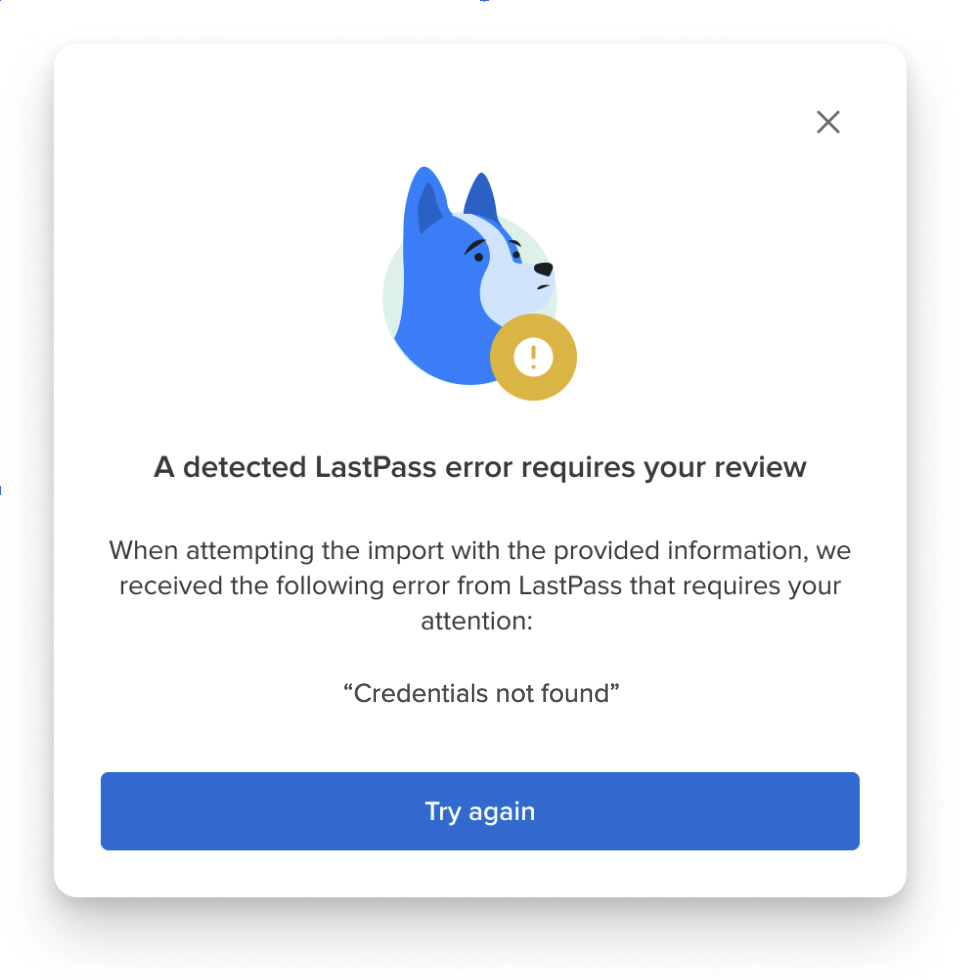 A detected LastPass error requires your review
When attempting the import with the provided information, we
received the following error from LastPass that requires your
attention:
“Credentials not found”
Try again